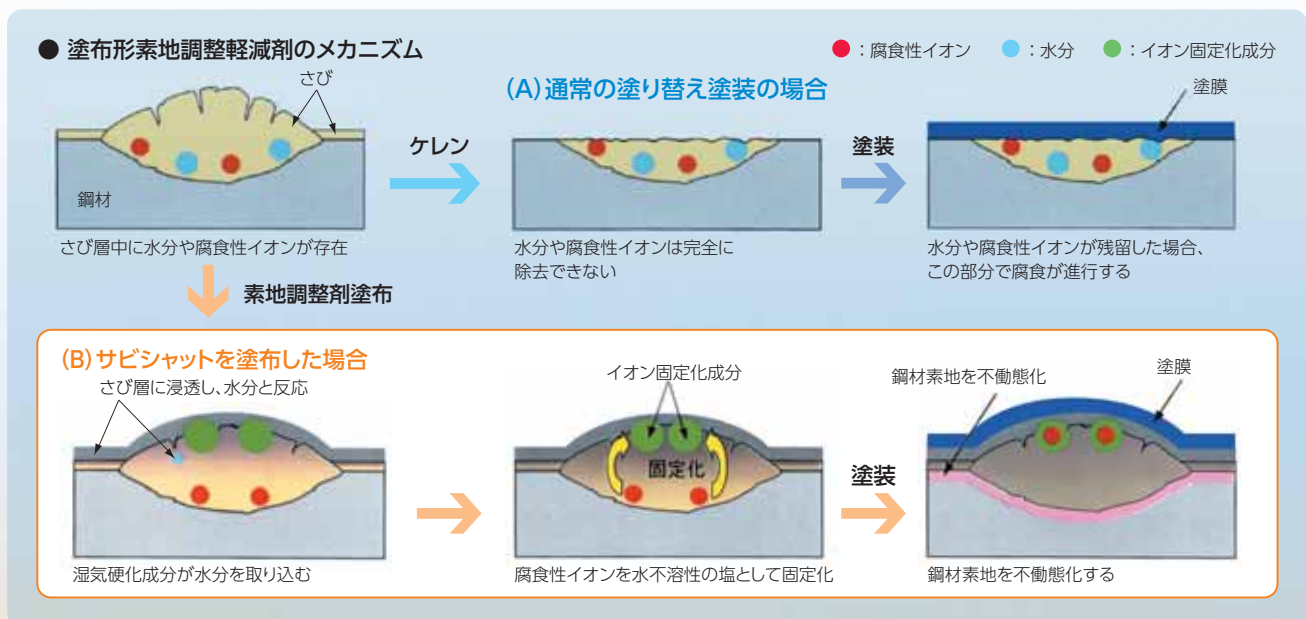 ● 塗布形素地調整軽減剤のメカニズム
●：腐食性イオン ●：水分 ●：イオン固定化成分
さび
(A)通常の塗り替え塗装の場合
塗膜
ケレン
塗装
鋼材
さび層中に水分や腐食性イオンが存在
水分や腐食性イオンは完全に
除去できない
水分や腐食性イオンが残留した場合、
この部分で腐食が進行する
素地調整剤塗布
(B)サビシャットを塗布した場合
さび層に浸透し、水分と反応
イオン固定化成分
鋼材素地を不動態化
塗膜
固定化
塗装
湿気硬化成分が水分を取り込む
腐食性イオンを水不溶性の塩として固定化
鋼材素地を不動態化する